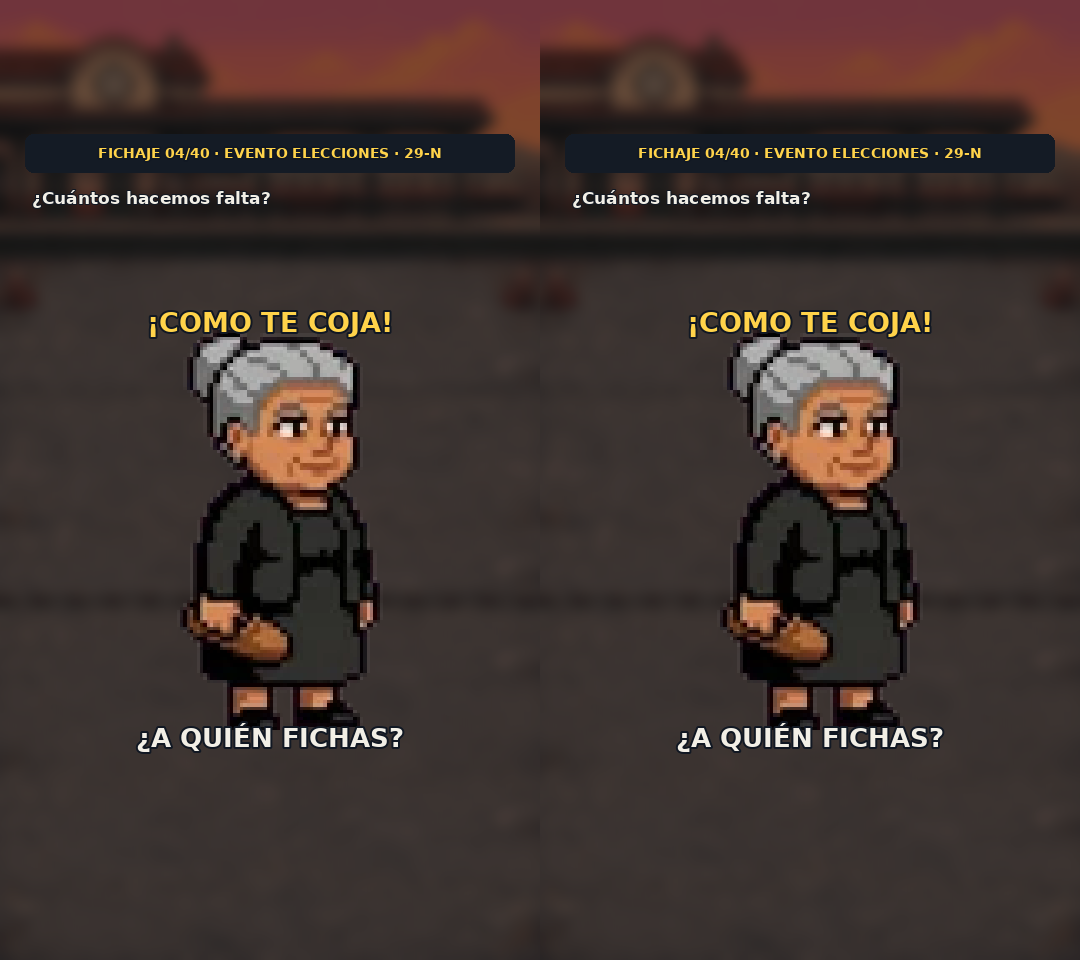 FICHAJE 04/40 · EVENTO ELECCIONES · 29-N
¿Cuántos hacemos falta?
¡COMO TE COJA!
¿A QUIÉN FICHAS?
FICHAJE 04/40 · EVENTO ELECCIONES · 29-N
¿Cuántos hacemos falta?
¡COMO TE COJA!
¿A QUIÉN FICHAS?